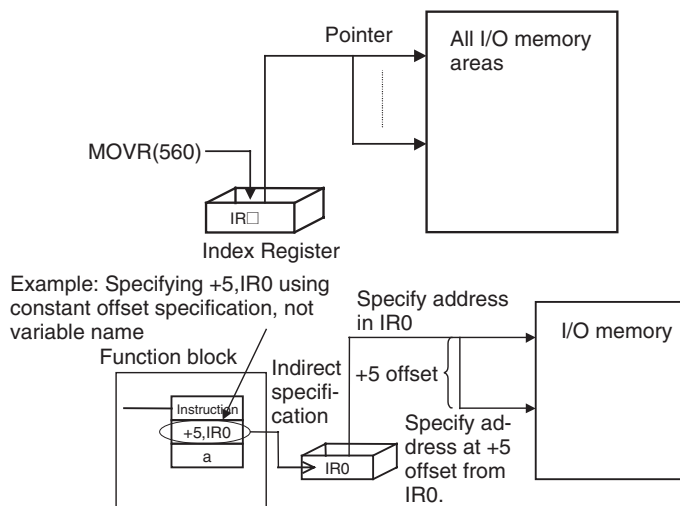 Pointer
All I/O memory
areas
MOVR(560)
IR□
Index Register
Example: Specifying +5,IR0 using
constant offset specification, not
variable name
Function block
Instruction
+5,IR0
a
Indirect
specifi-
cation
IR0
Specify address
in IR0
+5 offset
Specify ad-
dress at +5
offset from
IR0.
I/O memory